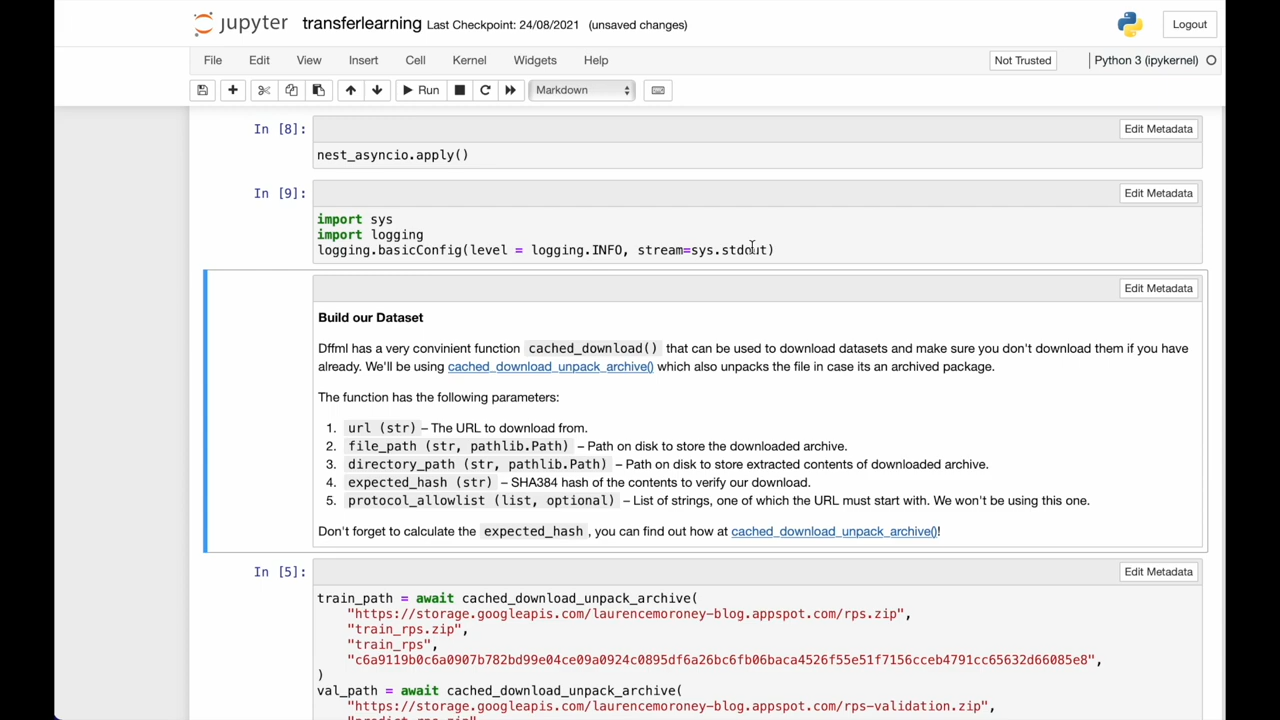 jupyter transferlearning Last Checkpoint: 24/08/2021 (unsaved changes) Logout
File Edit View Insert Cell Kernel Widgets Help Not Trusted Python 3 (ipykernel)
Run Markdown
In [8]: Edit Metadata
nest_asyncio.apply()
In [9]: Edit Metadata
import sys
import logging
logging.basicConfig(level = logging.INFO, stream=sys.stdout)
Edit Metadata
Build our Dataset
Dffml has a very convinient function cached_download() that can be used to download datasets and make sure you don't download them if you have
already. We'll be using cached_download_unpack_archive() which also unpacks the file in case its an archived package.
The function has the following parameters:
1. url (str) – The URL to download from.
2. file_path (str, pathlib.Path) – Path on disk to store the downloaded archive.
3. directory_path (str, pathlib.Path) – Path on disk to store extracted contents of downloaded archive.
4. expected_hash (str) – SHA384 hash of the contents to verify our download.
5. protocol_allowlist (list, optional) – List of strings, one of which the URL must start with. We won't be using this one.
Don't forget to calculate the expected_hash , you can find out how at cached_download_unpack_archive()!
In [5]: Edit Metadata
train_path = await cached_download_unpack_archive(
"https://storage.googleapis.com/laurencemoroney-blog.appspot.com/rps.zip",
"train_rps.zip",
"train_rps",
"c6a9119b0c6a0907b782bd99e04ce09a0924c0895df6a26bc6fb06baca4526f55e51f7156cceb4791cc65632d66085e8",
)
val_path = await cached_download_unpack_archive(
"https://storage.googleapis.com/laurencemoroney-blog.appspot.com/rps-validation.zip",